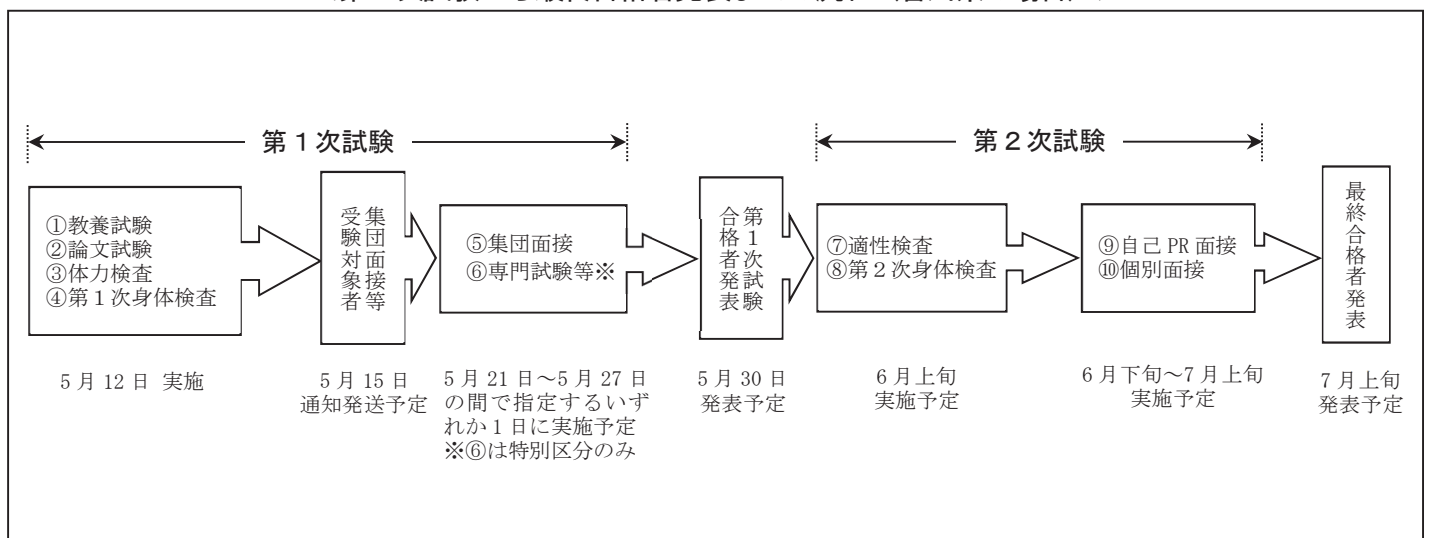 第１次試験
第２次試験
①教養試験
②論文試験
③体力検査
④第１次身体検査
集団面接等
受験対象者
⑤集団面接
⑥専門試験等※
第１次試験
合格者発表
⑦適性検査
⑧第２次身体検査
⑨自己 PR 面接
⑩個別面接
最終合格者発表
５月 12 日 実施
５月 15 日
通知発送予定
５月 21 日～５月 27 日
の間で指定するいず
れか１日に実施予定
※⑥は特別区分のみ
５月 30 日
発表予定
６月上旬
実施予定
６月下旬～７月上旬
実施予定
７月上旬
発表予定